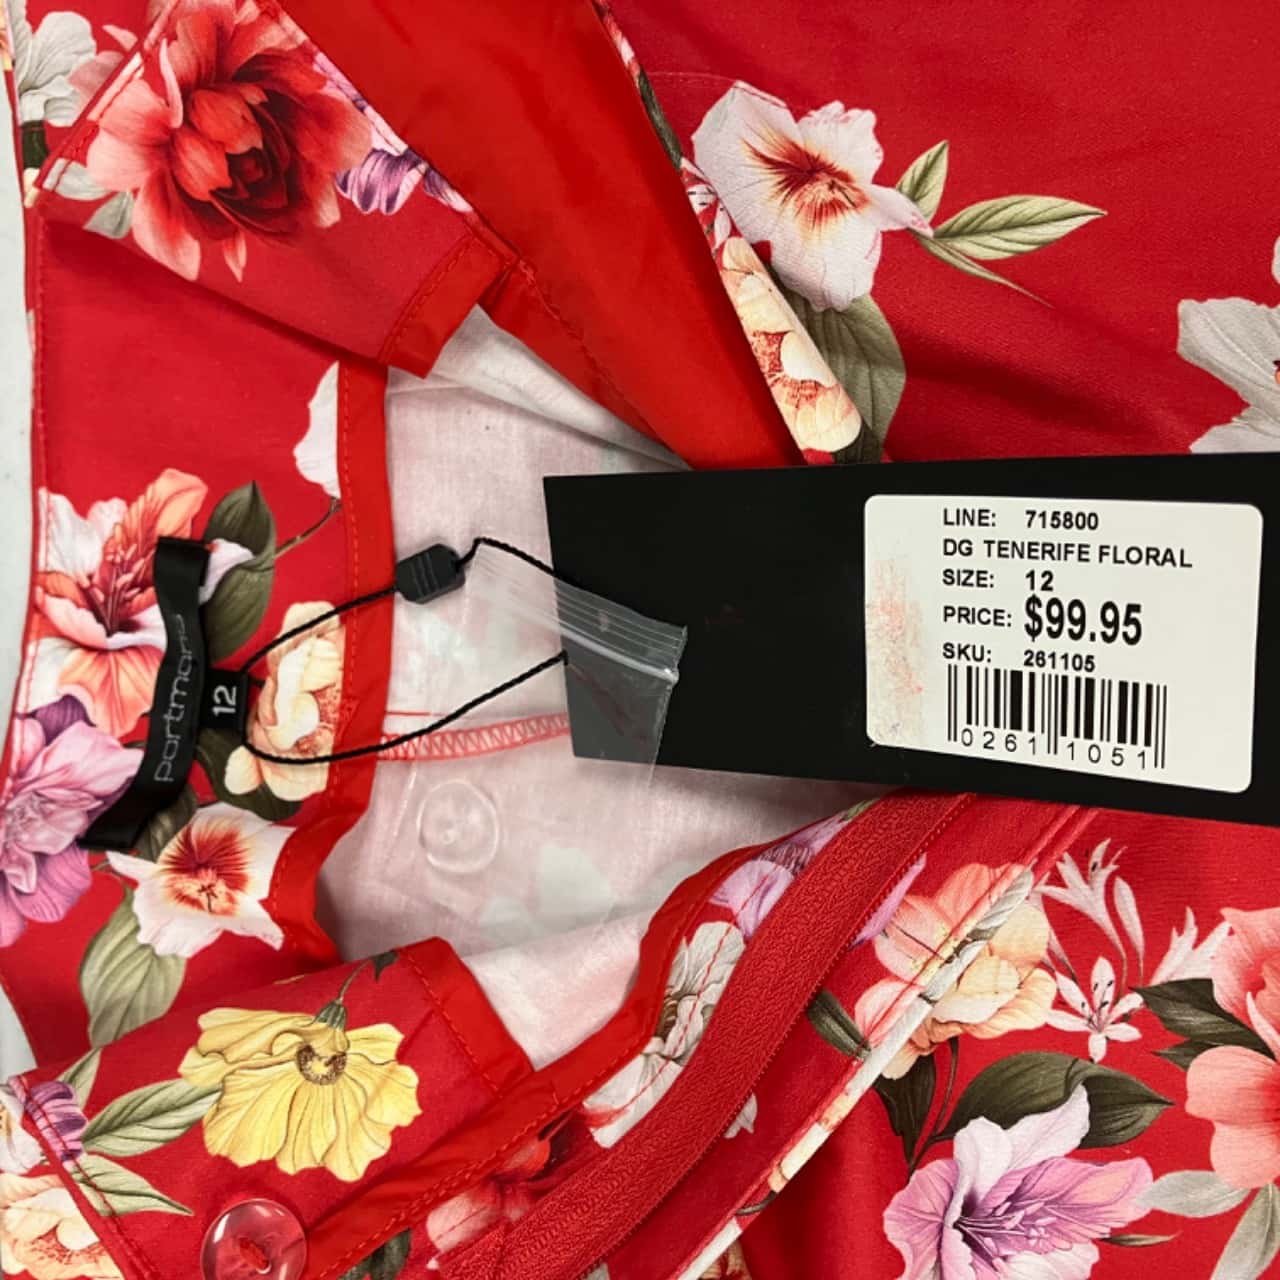 LINE: 715800
DG TENERIFE FLORAL
SIZE: 12
PRICE: $99.95
SKU: 261105
0261 1051
portmans
12